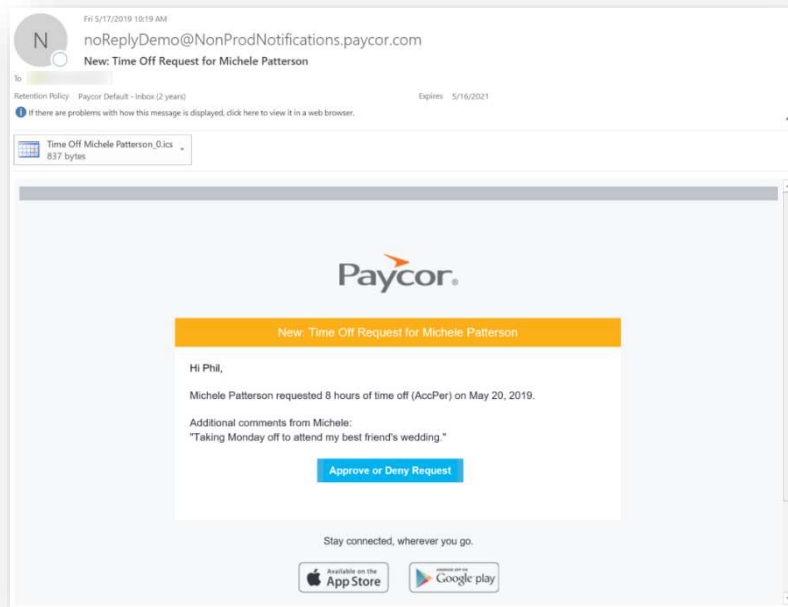 Fri 5/17/2019 10:19 AM
N
noReplyDemo@NonProdNotifications.paycor.com
New: Time Off Request for Michele Patterson
To
Retention Policy Paycor Default - Inbox (2 years) Expires 5/16/2021
If there are problems with how this message is displayed, click here to view it in a web browser.
Time Off Michele Patterson_0.ics
837 bytes
Paycor®
New: Time Off Request for Michele Patterson
Hi Phil,
Michele Patterson requested 8 hours of time off (AccPer) on May 20, 2019.
Additional comments from Michele:
"Taking Monday off to attend my best friend's wedding."
Approve or Deny Request
Stay connected, wherever you go.
Available on the
App Store
Google play